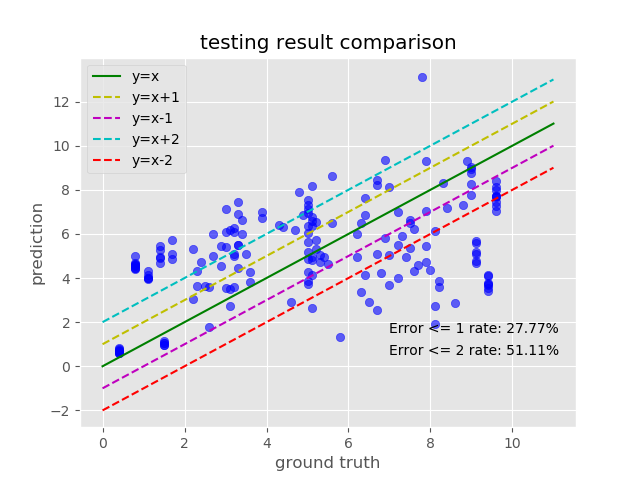 testing result comparison
y=x
y=x+1
y=x-1
y=x+2
y=x-2
12
10
8
6
4
2
0
−2
prediction
Error <= 1 rate: 27.77%
Error <= 2 rate: 51.11%
0 2 4 6 8 10
ground truth